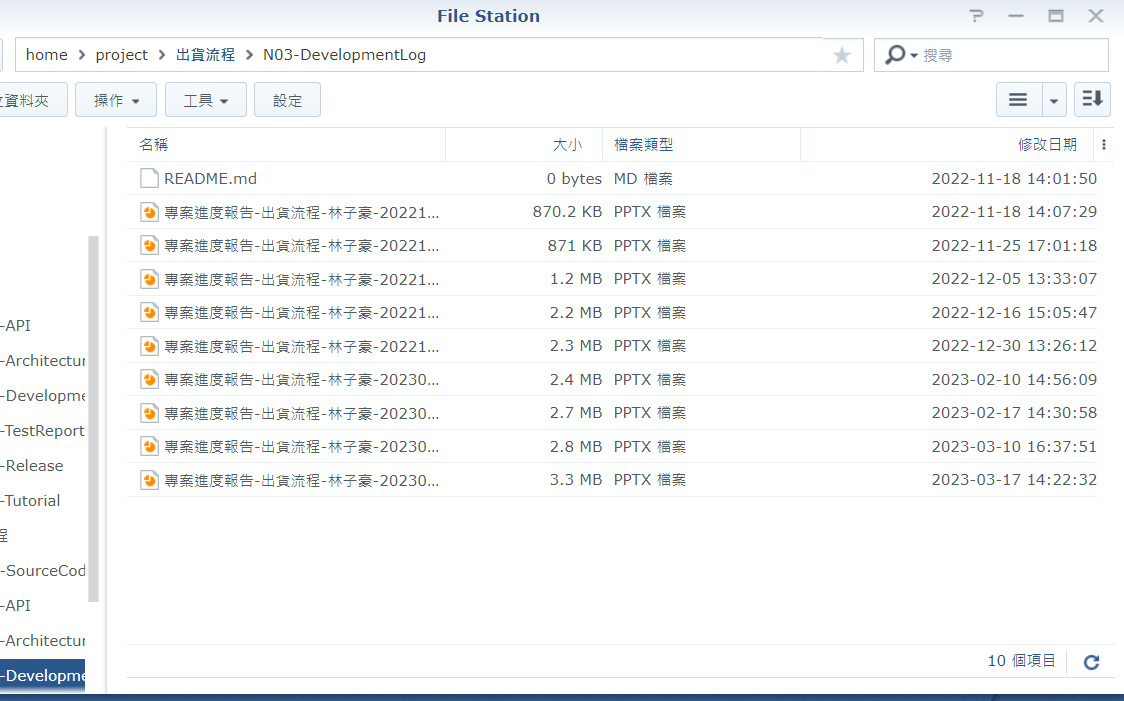 File Station
home > project > 出貨流程 > N03-DevelopmentLog
搜尋
資料夾 操作 工具 設定
名稱 大小 檔案類型 修改日期
README.md 0 bytes MD 檔案 2022-11-18 14:01:50
專案進度報告-出貨流程-林子豪-20221... 870.2 KB PPTX 檔案 2022-11-18 14:07:29
專案進度報告-出貨流程-林子豪-20221... 871 KB PPTX 檔案 2022-11-25 17:01:18
專案進度報告-出貨流程-林子豪-20221... 1.2 MB PPTX 檔案 2022-12-05 13:33:07
專案進度報告-出貨流程-林子豪-20221... 2.2 MB PPTX 檔案 2022-12-16 15:05:47
專案進度報告-出貨流程-林子豪-20221... 2.3 MB PPTX 檔案 2022-12-30 13:26:12
專案進度報告-出貨流程-林子豪-20230... 2.4 MB PPTX 檔案 2023-02-10 14:56:09
專案進度報告-出貨流程-林子豪-20230... 2.7 MB PPTX 檔案 2023-02-17 14:30:58
專案進度報告-出貨流程-林子豪-20230... 2.8 MB PPTX 檔案 2023-03-10 16:37:51
專案進度報告-出貨流程-林子豪-20230... 3.3 MB PPTX 檔案 2023-03-17 14:22:32
-API
-Architectur
-Developme
-TestReport
-Release
-Tutorial
程
-SourceCod
-API
-Architectur
-Developme
10 個項目